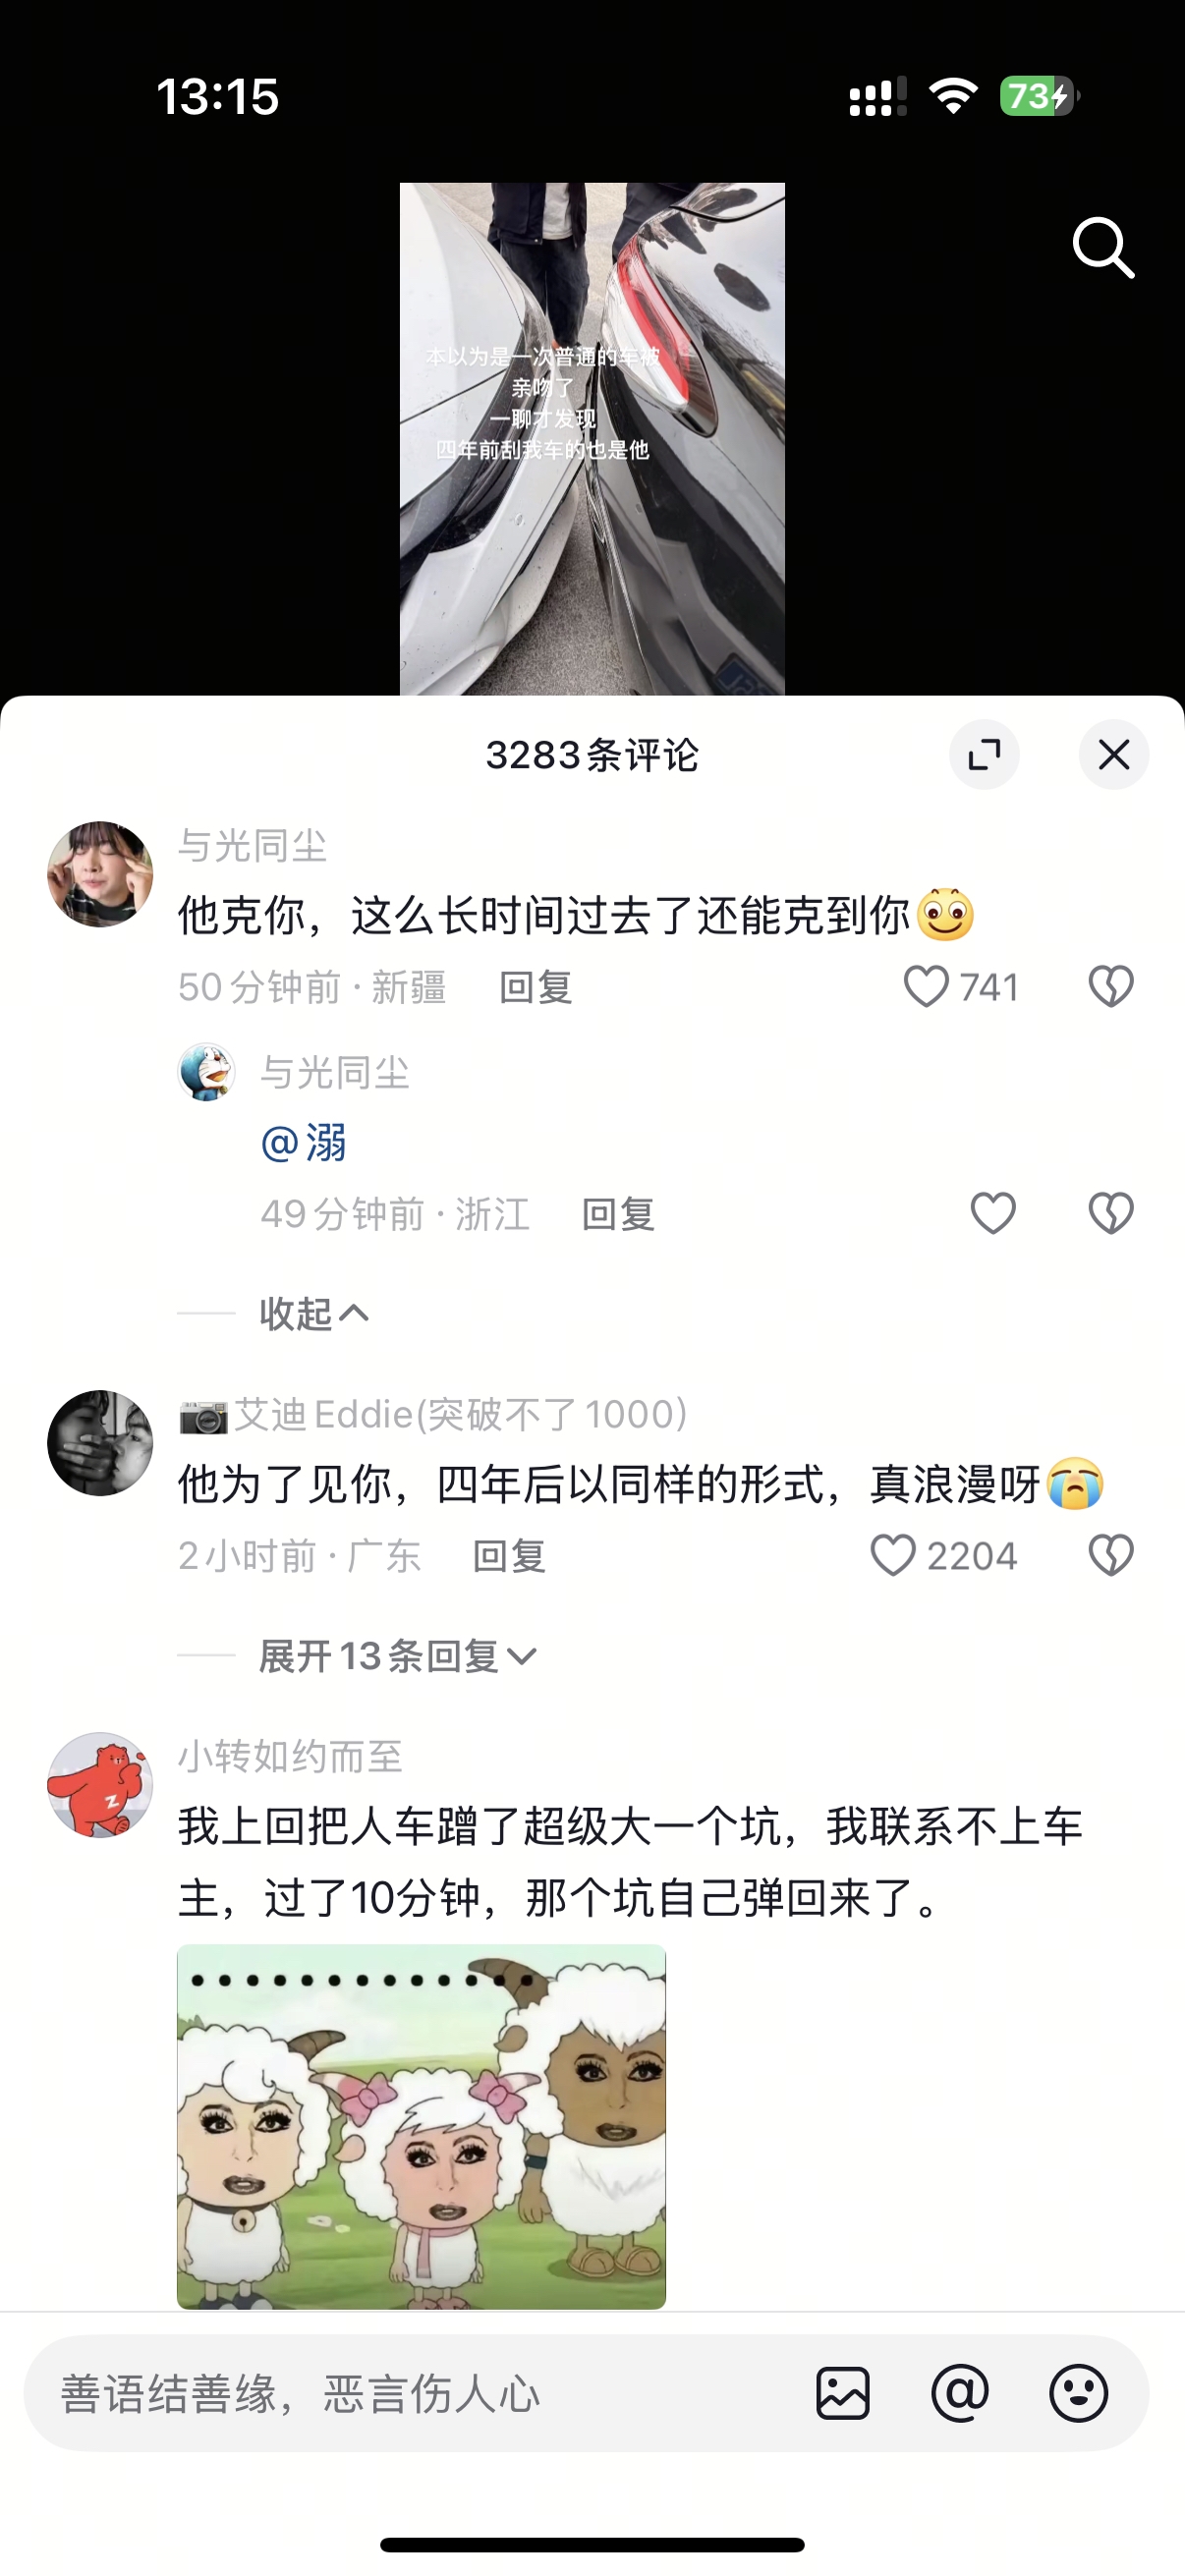 13:15
73
本以为是一次普通的车被
亲吻了
一聊才发现
四年前刮我车的也是他
3283条评论
与光同尘
他克你，这么长时间过去了还能克到你
50分钟前 · 新疆 回复 741
与光同尘
@溺
49分钟前 · 浙江 回复
收起
艾迪Eddie(突破不了1000)
他为了见你，四年后以同样的形式，真浪漫呀
2小时前 · 广东 回复 2204
展开13条回复
小转如约而至
我上回把人车蹭了超级大一个坑，我联系不上车
主，过了10分钟，那个坑自己弹回来了。
善语结善缘，恶言伤人心